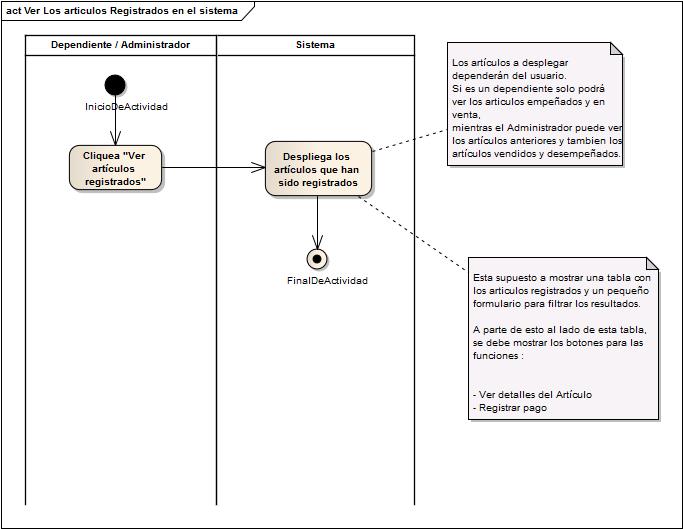 act Ver Los articulos Registrados en el sistema
Dependiente / Administrador
Sistema
InicioDeActividad
Cliquea "Ver
artículos
registrados"
Despliega los
artículos que han
sido registrados
FinalDeActividad
Los artículos a desplegar
dependerán del usuario.
Si es un dependiente solo podrá
ver los articulos empeñados y en
venta,
mientras el Administrador puede ver
los artículos anteriores y tambien los
artículos vendidos y desempeñados.
Esta supuesto a mostrar una tabla con
los articulos registrados y un pequeño
formulario para filtrar los resultados.
A parte de esto al lado de esta tabla,
se debe mostrar los botones para las
funciones :
- Ver detalles del Artículo
- Registrar pago